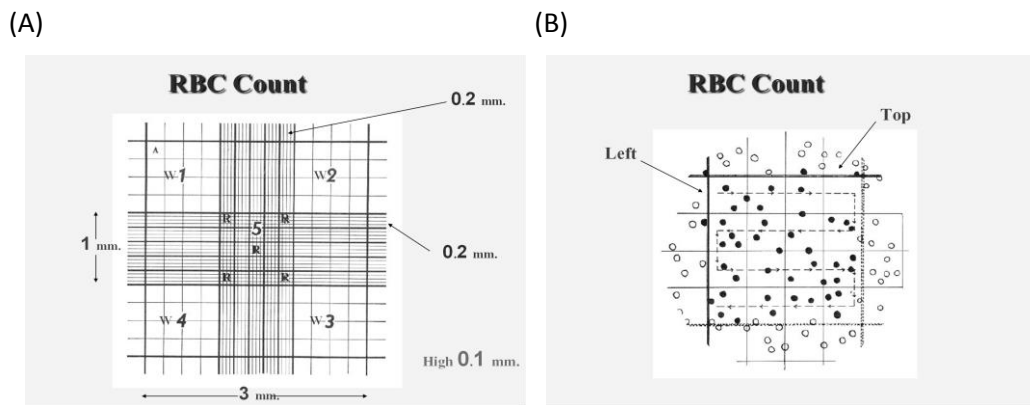 (A)
RBC Count
0.2 mm.
A
W1
W2
R
R
5
R
1 mm.
0.2 mm.
R
R
W4
W3
High 0.1 mm.
3 mm.
(B)
RBC Count
Top
Left